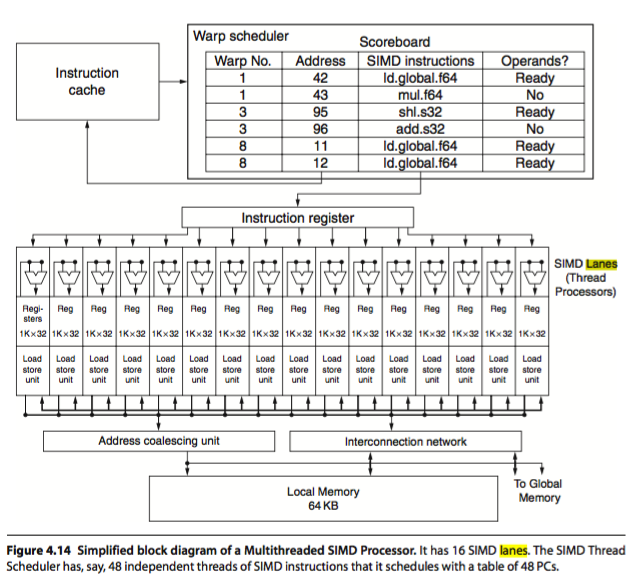 Warp scheduler
Scoreboard
Warp No. Address SIMD instructions Operands?
1 42 ld.global.f64 Ready
1 43 mul.f64 No
3 95 shl.s32 Ready
3 96 add.s32 No
8 11 ld.global.f64 Ready
8 12 ld.global.f64 Ready
Instruction
cache
Instruction register
SIMD Lanes
(Thread
Processors)
Regi- Reg Reg Reg Reg Reg Reg Reg Reg Reg Reg Reg Reg Reg Reg Reg
sters
1K×32 1K×32 1K×32 1K×32 1K×32 1K×32 1K×32 1K×32 1K×32 1K×32 1K×32 1K×32 1K×32 1K×32 1K×32 1K×32
Load Load Load Load Load Load Load Load Load Load Load Load Load Load Load Load
store store store store store store store store store store store store store store store store
unit unit unit unit unit unit unit unit unit unit unit unit unit unit unit unit
Address coalescing unit Interconnection network
Local Memory
64 KB
To Global
Memory
Figure 4.14 Simplified block diagram of a Multithreaded SIMD Processor. It has 16 SIMD lanes. The SIMD Thread
Scheduler has, say, 48 independent threads of SIMD instructions that it schedules with a table of 48 PCs.